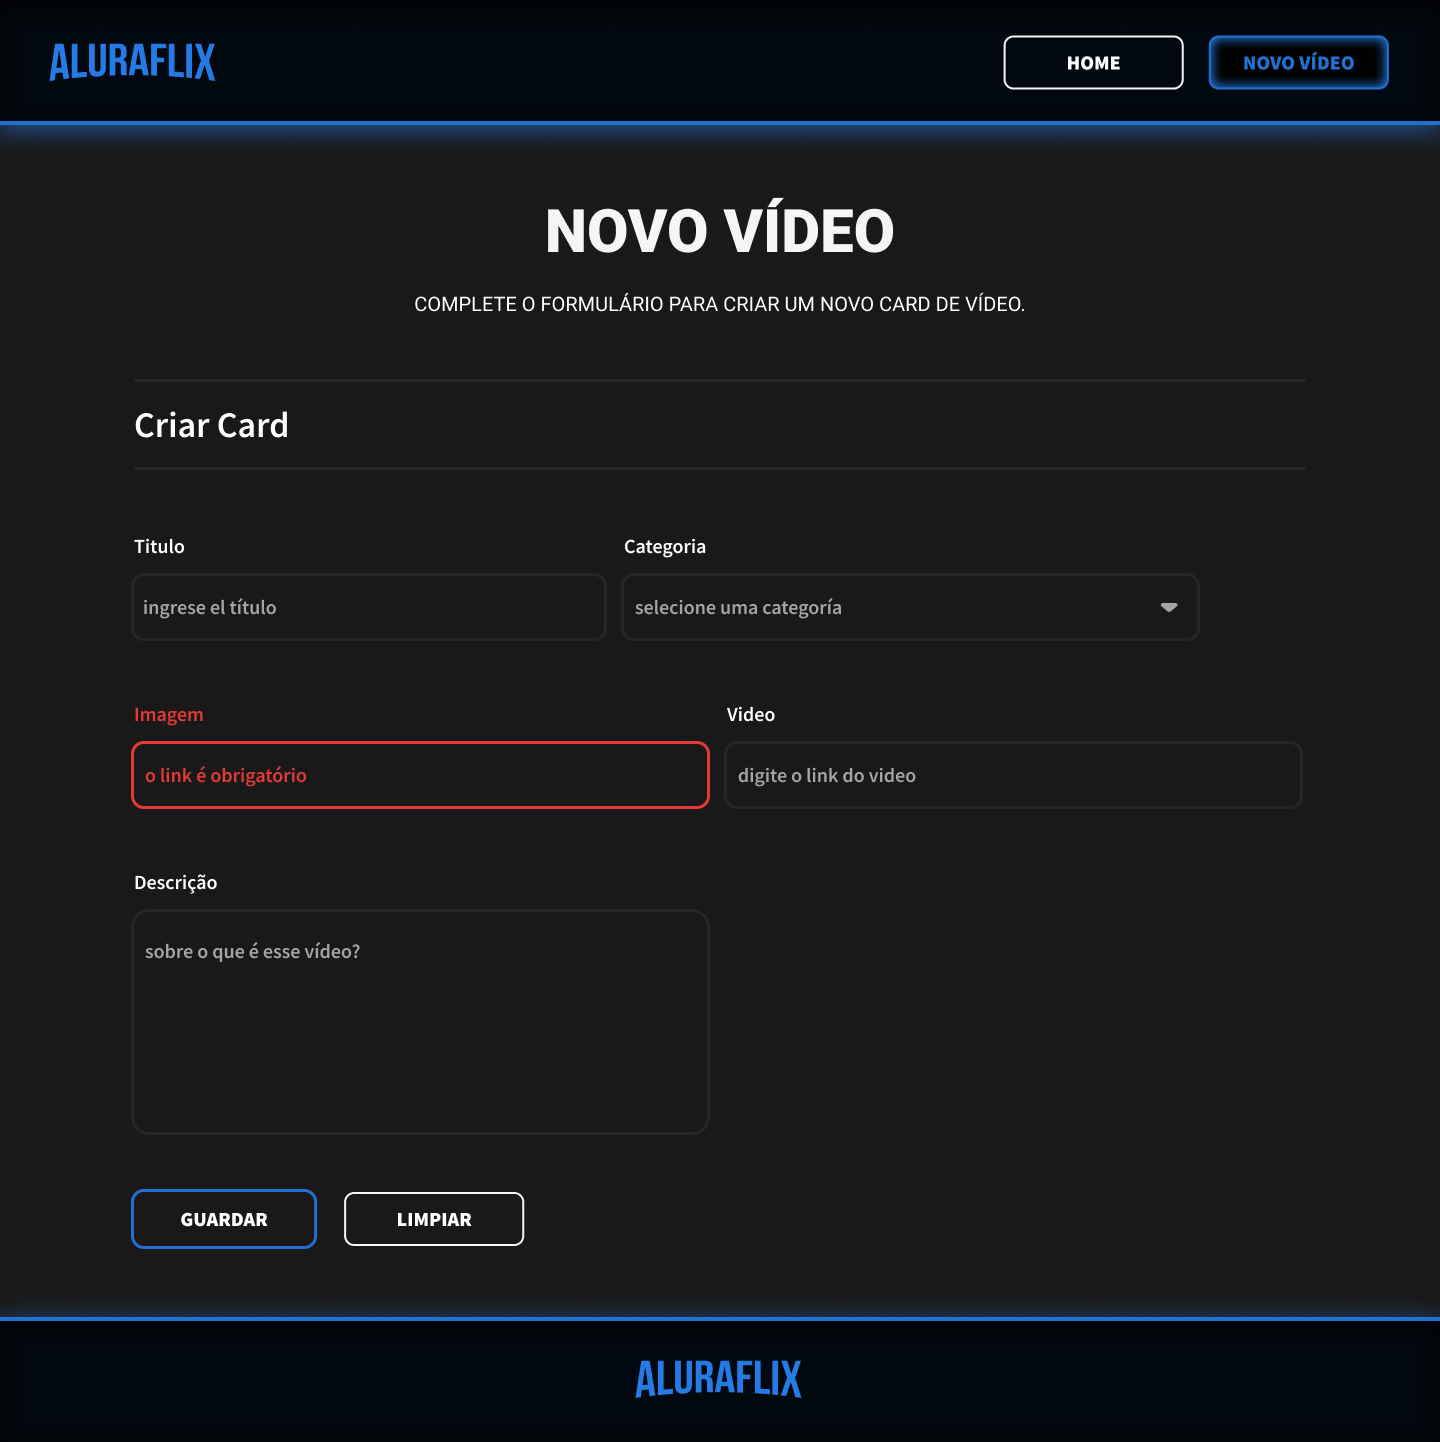 ALURAFLIX
HOME
NOVO VÍDEO
NOVO VÍDEO
COMPLETE O FORMULÁRIO PARA CRIAR UM NOVO CARD DE VÍDEO.
Criar Card
Titulo
Categoria
ingrese el título
selecione uma categoría
Imagem
Video
o link é obrigatório
digite o link do video
Descrição
sobre o que é esse vídeo?
GUARDAR
LIMPIAR
ALURAFLIX